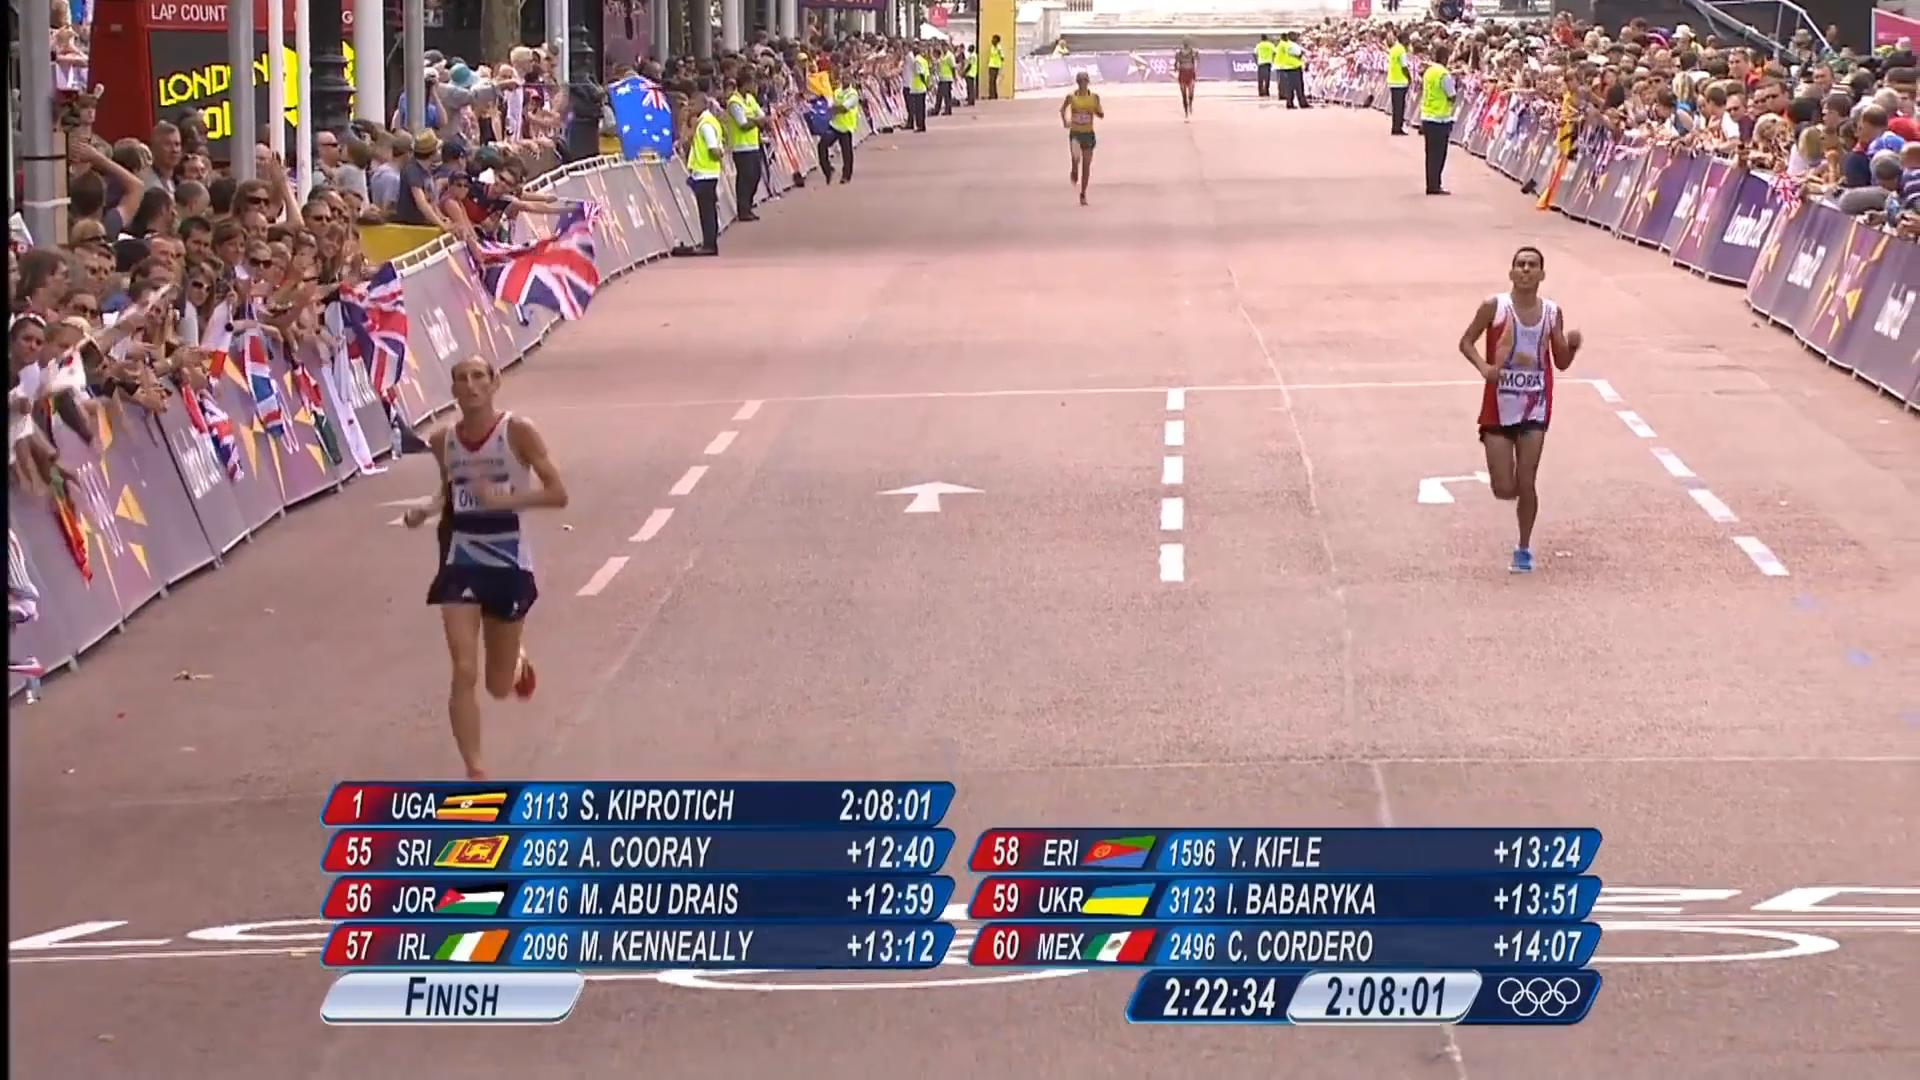 LAP COUNT
LONDON
MORA
London
1 UGA 3113 S. KIPROTICH 2:08:01
55 SRI 2962 A. COORAY +12:40
56 JOR 2216 M. ABU DRAIS +12:59
57 IRL 2096 M. KENNEALLY +13:12
58 ERI 1596 Y. KIFLE +13:24
59 UKR 3123 I. BABARYKA +13:51
60 MEX 2496 C. CORDERO +14:07
FINISH
2:22:34 2:08:01